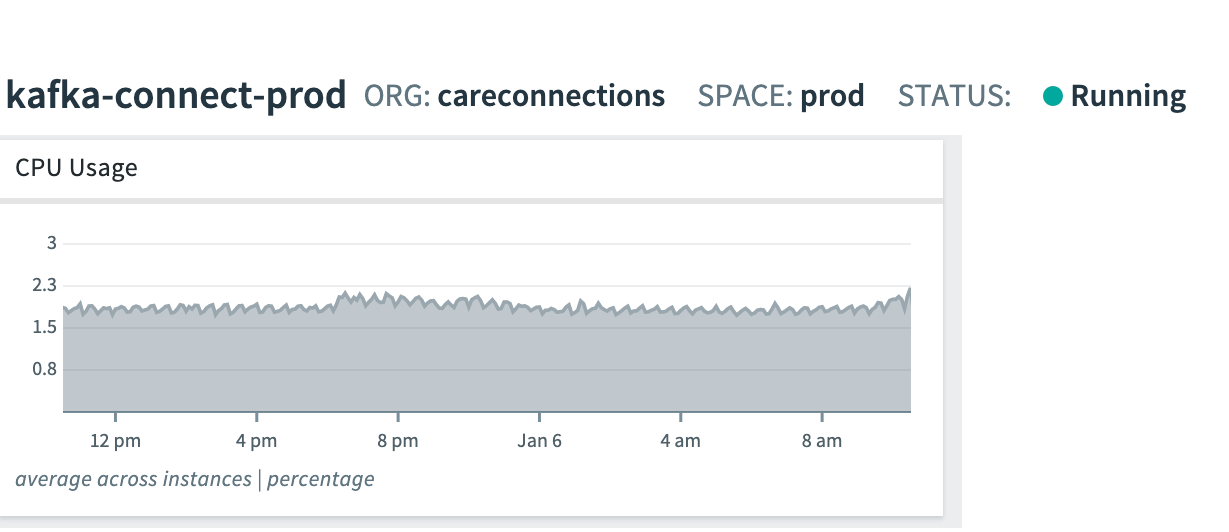 kafka-connect-prod ORG: careconnections SPACE: prod STATUS: Running
CPU Usage
3
2.3
1.5
0.8
12 pm 4 pm 8 pm Jan 6 4 am 8 am
average across instances | percentage